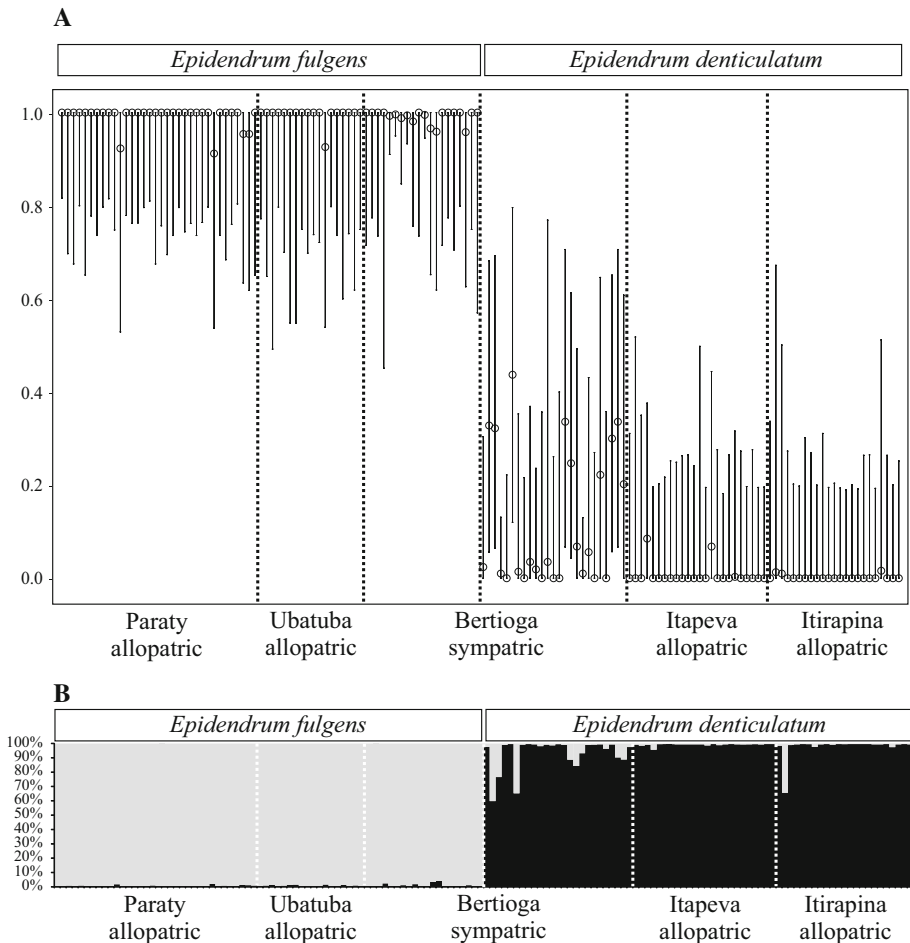 A
Epidendrum fulgens
Epidendrum denticulatum
1.0
0.8
0.6
0.4
0.2
0.0
Paraty
allopatric
Ubatuba
allopatric
Bertioga
sympatric
Itapeva
allopatric
Itirapina
allopatric
B
Epidendrum fulgens
Epidendrum denticulatum
100%
90%
80%
70%
60%
50%
40%
30%
20%
10%
0%
Paraty
allopatric
Ubatuba
allopatric
Bertioga
sympatric
Itapeva
allopatric
Itirapina
allopatric